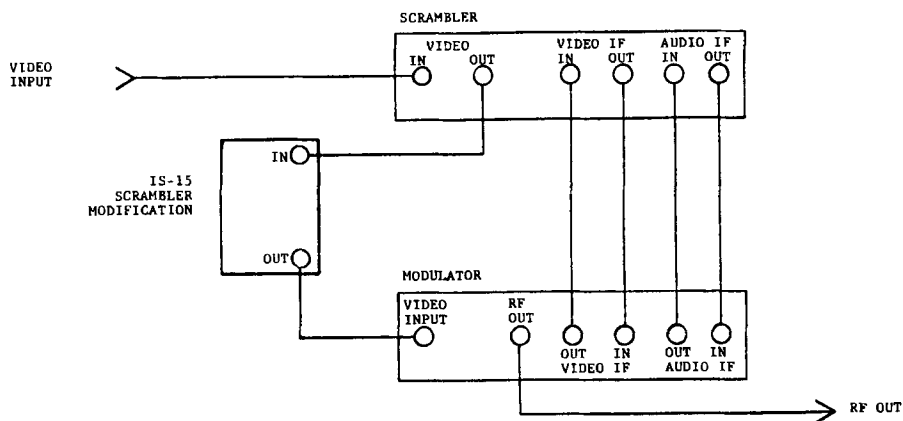 SCRAMBLER
VIDEO
IN
OUT
VIDEO IF
IN OUT
AUDIO IF
IN OUT
VIDEO
INPUT
IN
IS-15
SCRAMBLER
MODIFICATION
OUT
MODULATOR
VIDEO
INPUT
RF
OUT
OUT IN
VIDEO IF
OUT IN
AUDIO IF
RF OUT